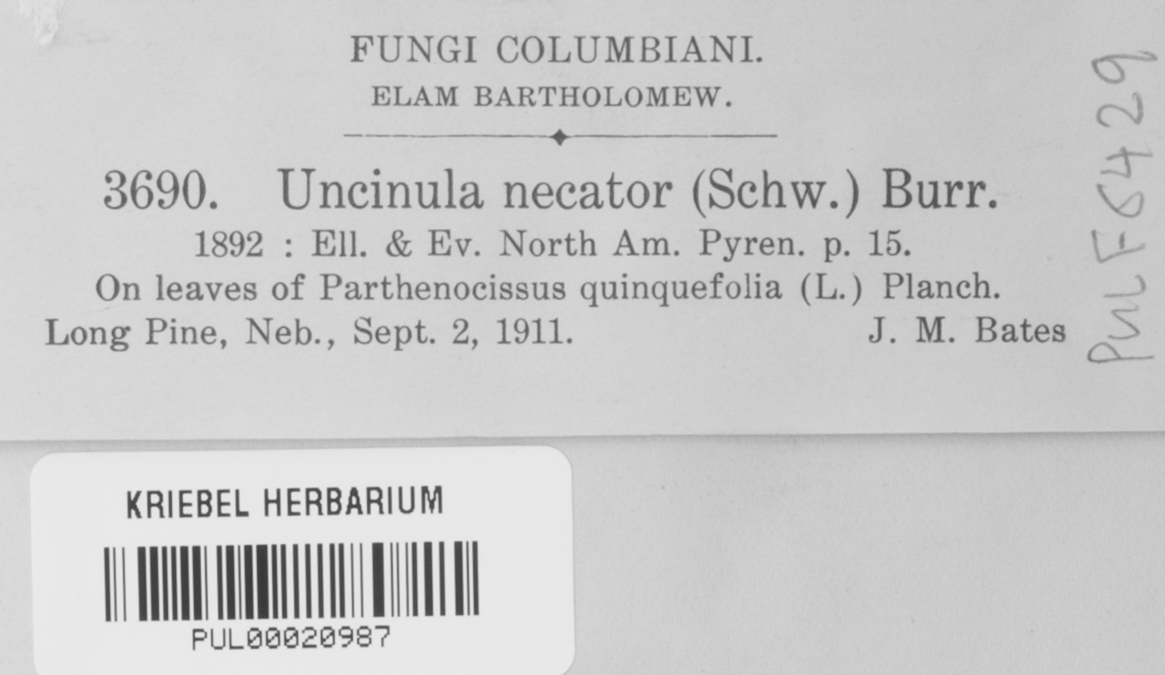 FUNGI COLUMBIANI.
ELAM BARTHOLOMEW.
3690. Uncinula necator (Schw.) Burr.
1892 : Ell. & Ev. North Am. Pyren. p. 15.
On leaves of Parthenocissus quinquefolia (L.) Planch.
Long Pine, Neb., Sept. 2, 1911. J. M. Bates
PUL F6429
KRIEBEL HERBARIUM
PUL00020987